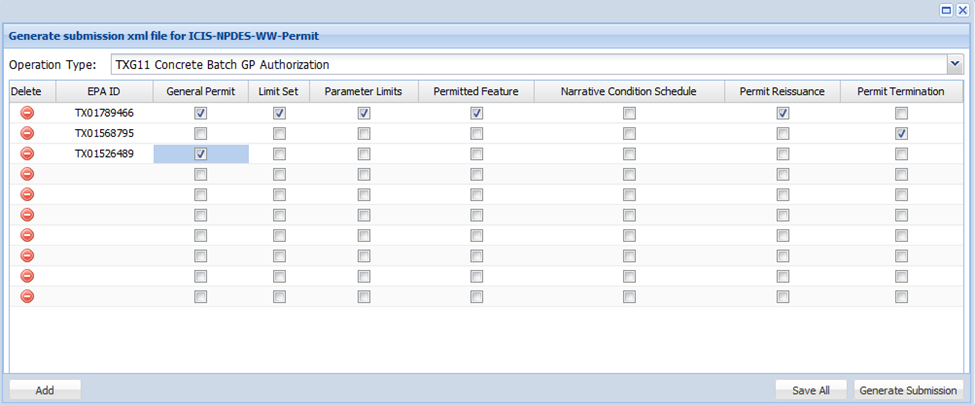 Generate submission xml file for ICIS-NPDES-WW-Permit
Operation Type: TXG11 Concrete Batch GP Authorization
Delete EPA ID General Permit Limit Set Parameter Limits Permitted Feature Narrative Condition Schedule Permit Reissuance Permit Termination
TX01789466
TX01568795
TX01526489
Add Save All Generate Submission